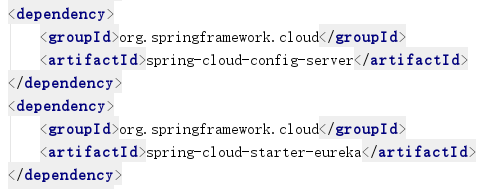 <dependency>
<groupId>org.springframework.cloud</groupId>
<artifactId>spring-cloud-config-server</artifactId>
</dependency>
<dependency>
<groupId>org.springframework.cloud</groupId>
<artifactId>spring-cloud-starter-eureka</artifactId>
</dependency>